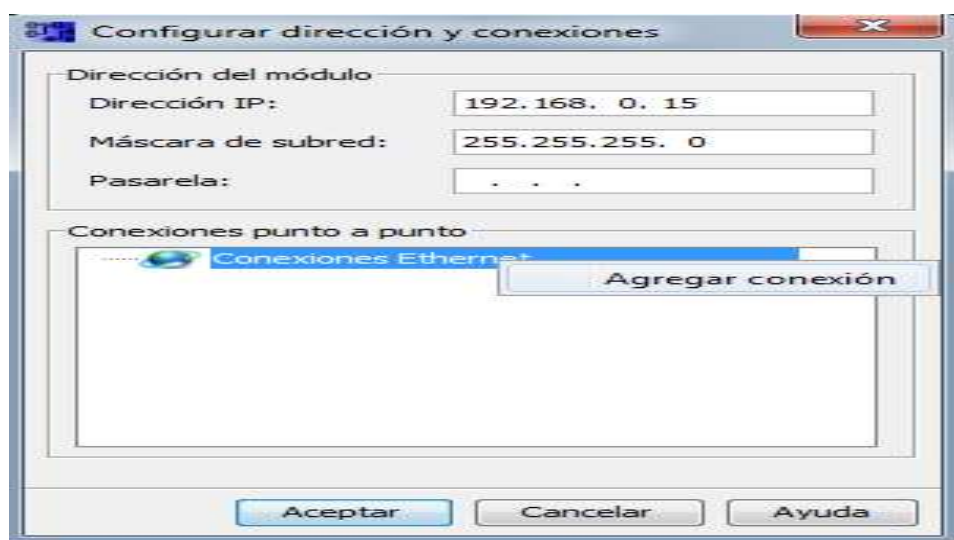 Configurar dirección y conexiones
Dirección del módulo
Dirección IP: 192.168. 0. 15
Máscara de subred: 255.255.255. 0
Pasarela: . . .
Conexiones punto a punto
Conexiones Ethernet
Agregar conexión
Aceptar Cancelar Ayuda